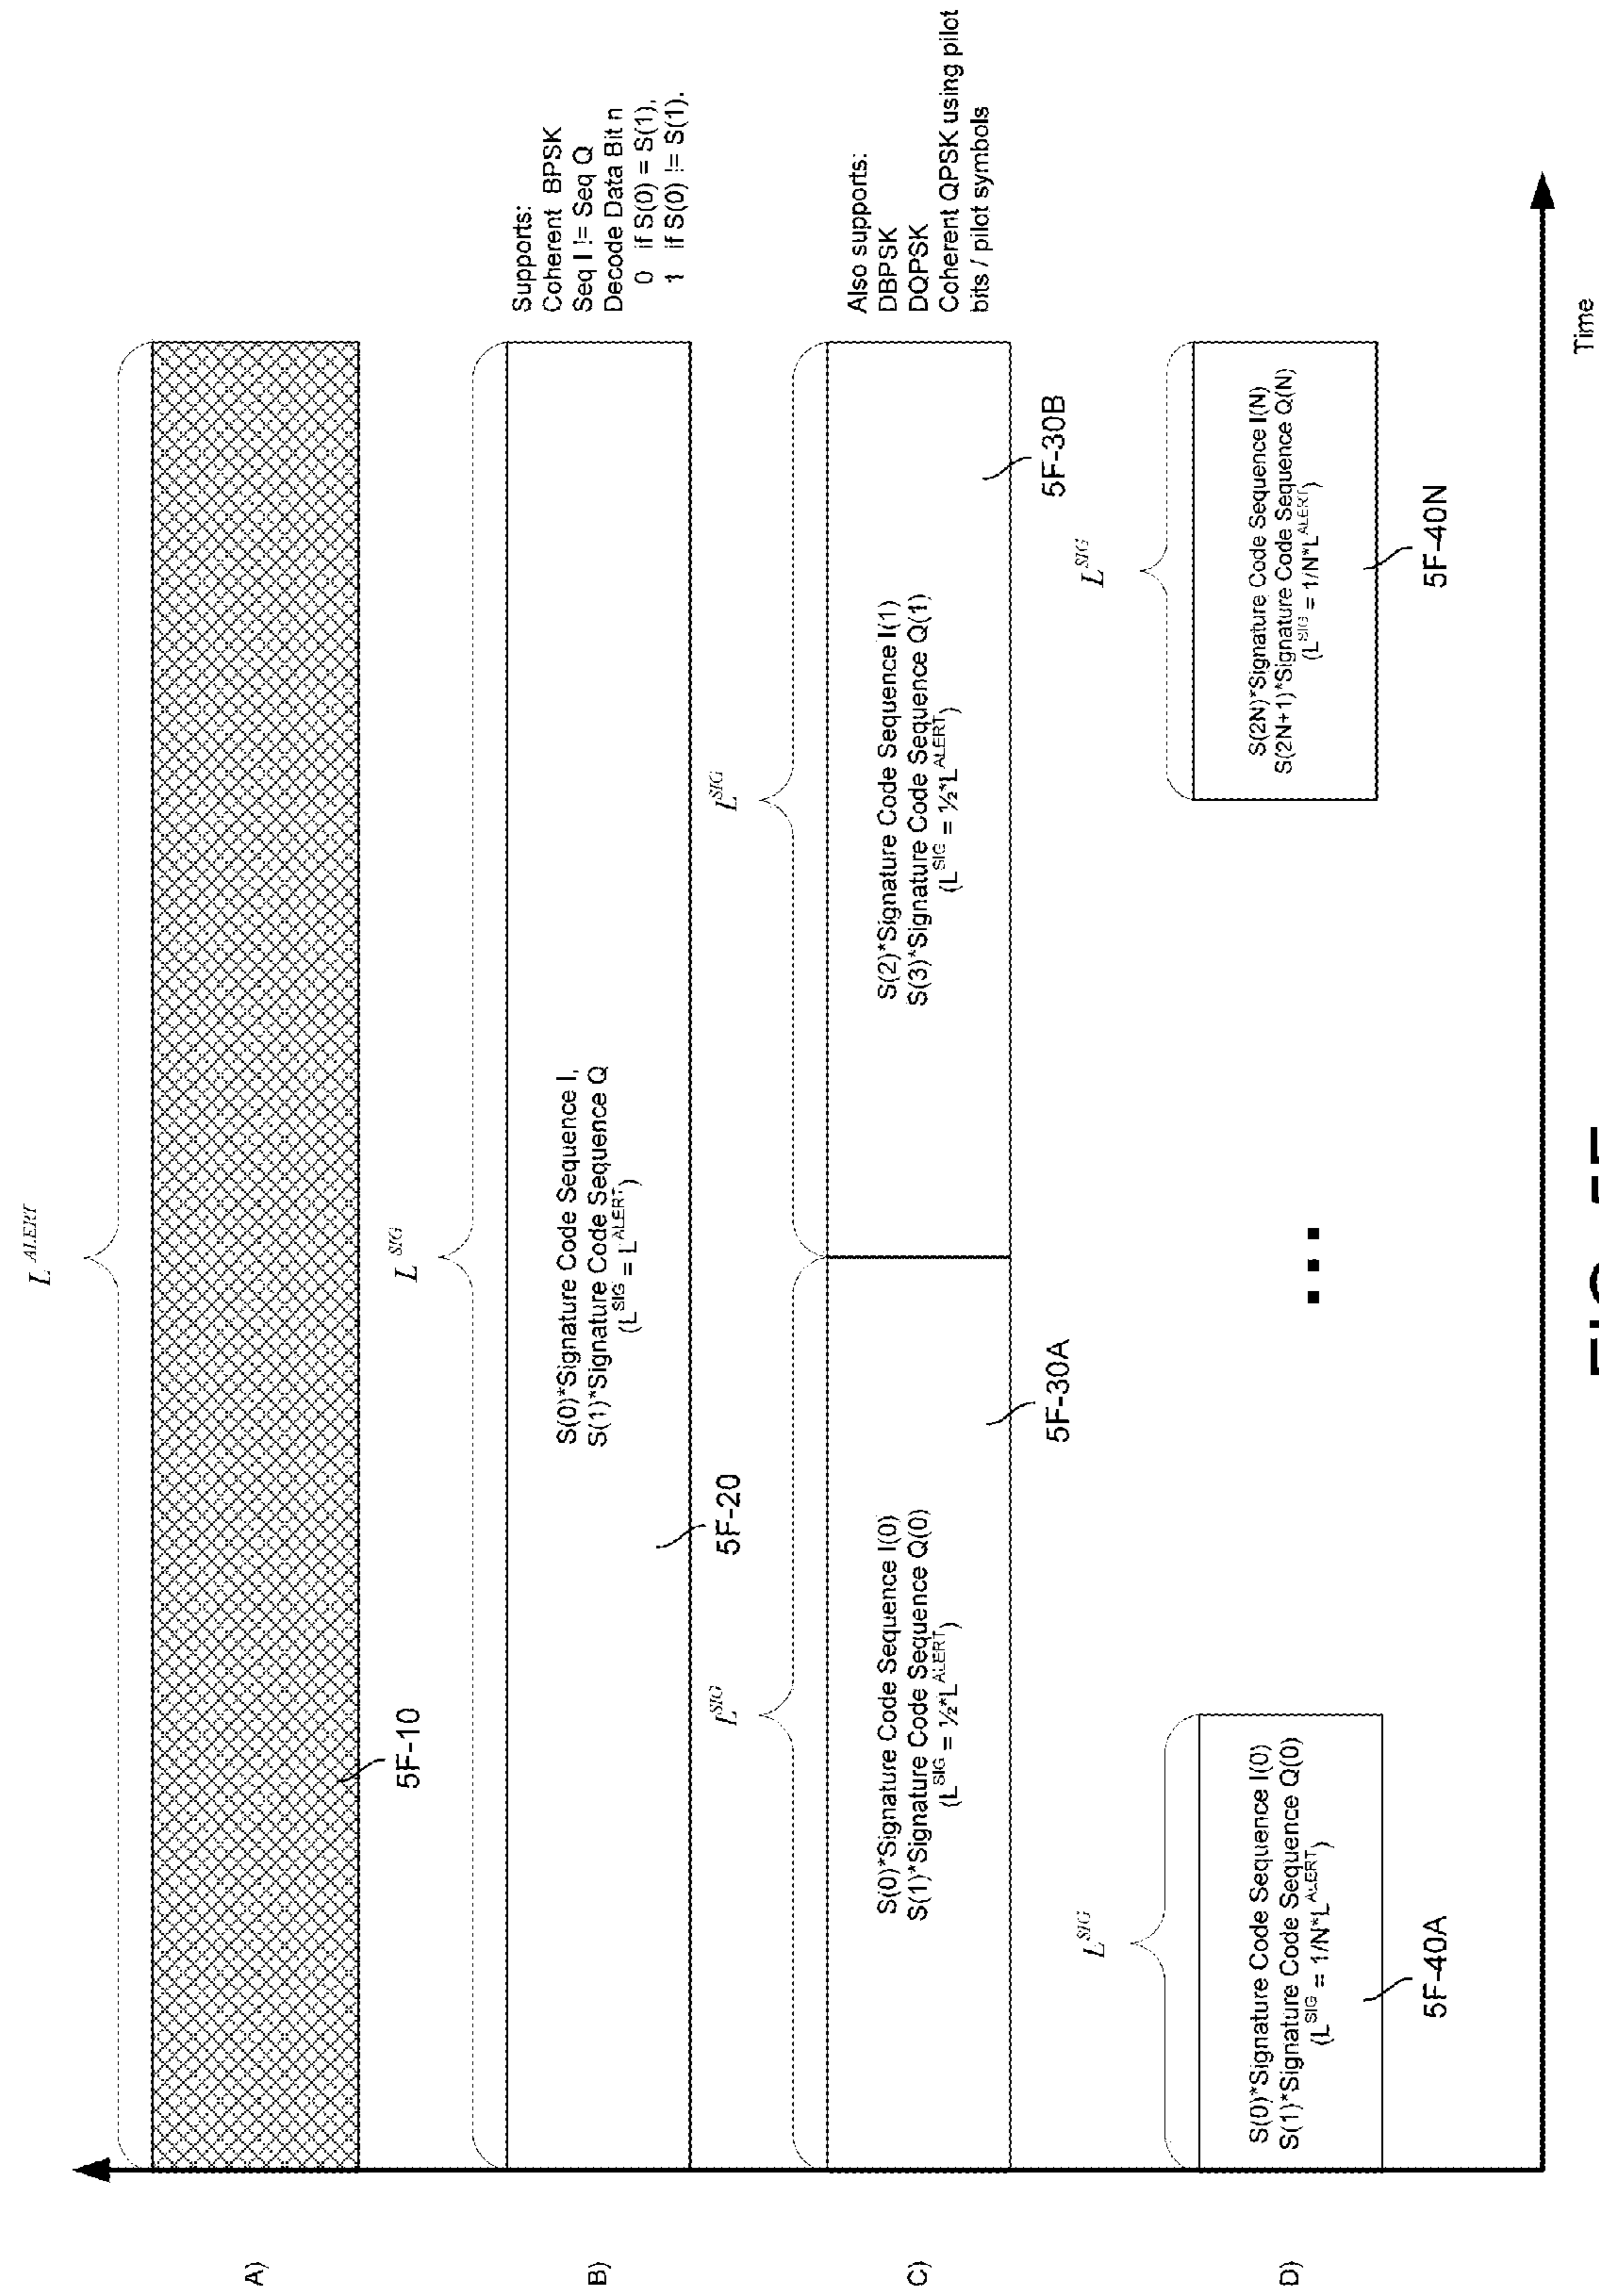 A)
L ALERT
5F-10
B)
L SIG
S(0)*Signature Code Sequence I,
S(1)*Signature Code Sequence Q
(L SIG = L ALERT)
5F-20
Supports:
Coherent BPSK
Seq I != Seq Q
Decode Data Bit n
0 if S(0) = S(1),
1 if S(0) != S(1).
C)
L SIG
S(0)*Signature Code Sequence I(0)
S(1)*Signature Code Sequence Q(0)
(L SIG = ½*L ALERT)
5F-30A
L SIG
S(2)*Signature Code Sequence I(1)
S(3)*Signature Code Sequence Q(1)
(L SIG = ½*L ALERT)
5F-30B
Also supports:
DBPSK
DQPSK
Coherent QPSK using pilot
bits / pilot symbols
D)
L SIG
S(0)*Signature Code Sequence I(0)
S(1)*Signature Code Sequence Q(0)
(L SIG = 1/N*L ALERT)
5F-40A
...
L SIG
S(2N)*Signature Code Sequence I(N)
S(2N+1)*Signature Code Sequence Q(N)
(L SIG = 1/N*L ALERT)
5F-40N
Time